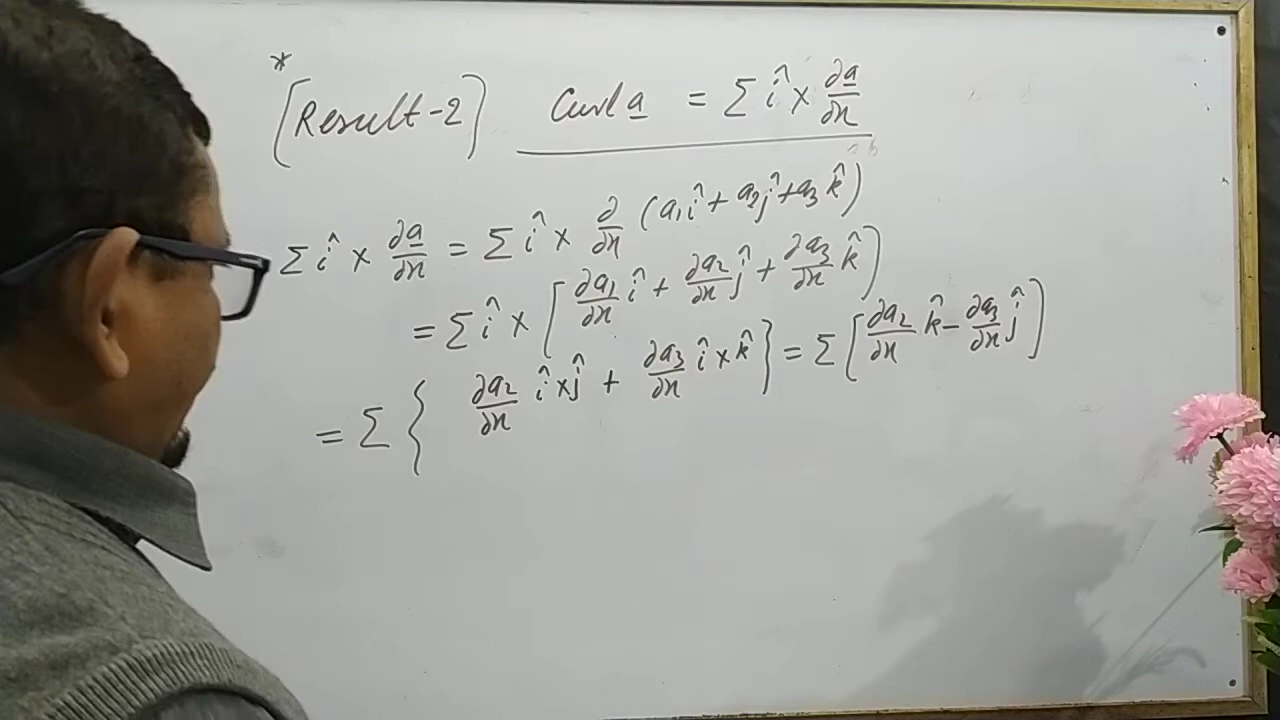 *
[Result-2] Curl a = Σ î × ∂a/∂x
Σ î × ∂a/∂x = Σ î × ∂/∂x (a₁î + a₂ĵ + a₃k̂)
= Σ î × [∂a₁/∂x î + ∂a₂/∂x ĵ + ∂a₃/∂x k̂]
= Σ { ∂a₂/∂x î×ĵ + ∂a₃/∂x î×k̂ } = Σ [∂a₂/∂x k̂ - ∂a₃/∂x ĵ]